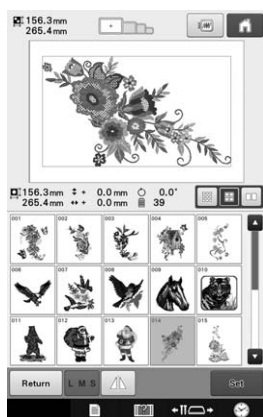 156.3mm
265.4mm
156.3mm + 0.0mm 0.0°
265.4mm + 0.0mm 39
001 002 003 004 005
006 007 008 009 010
011 012 013 014 015
Return L M S Set